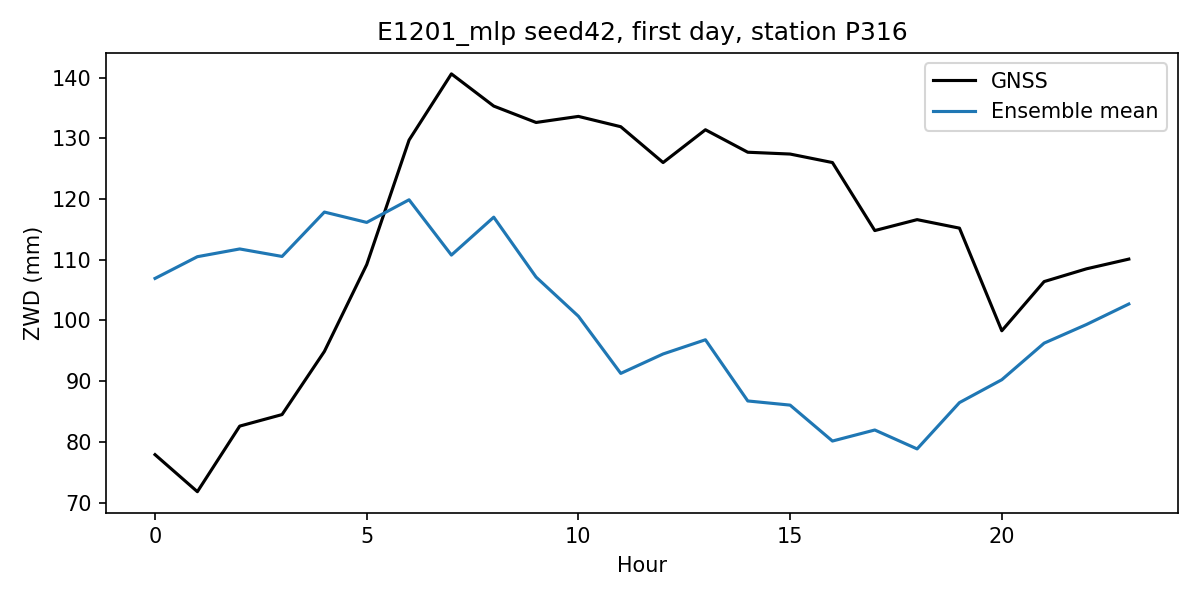 E1201_mlp seed42, first day, station P316
GNSS
Ensemble mean
ZWD (mm)
140
130
120
110
100
90
80
70
0 5 10 15 20
Hour